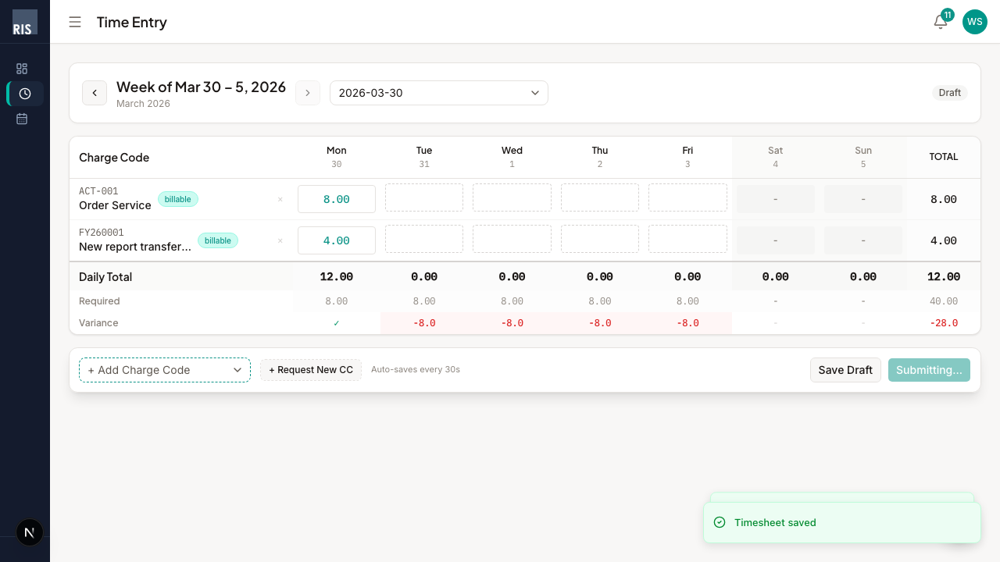 RIS
Time Entry
11
WS
Week of Mar 30 – 5, 2026
March 2026
2026-03-30
Draft
Charge Code Mon Tue Wed Thu Fri Sat Sun TOTAL
30 31 1 2 3 4 5
ACT-001
Order Service billable × 8.00 - - 8.00
FY260001
New report transfer... billable × 4.00 - - 4.00
Daily Total 12.00 0.00 0.00 0.00 0.00 0.00 0.00 12.00
Required 8.00 8.00 8.00 8.00 8.00 - - 40.00
Variance ✓ -8.0 -8.0 -8.0 -8.0 - - -28.0
+ Add Charge Code + Request New CC Auto-saves every 30s Save Draft Submitting...
Timesheet saved
N